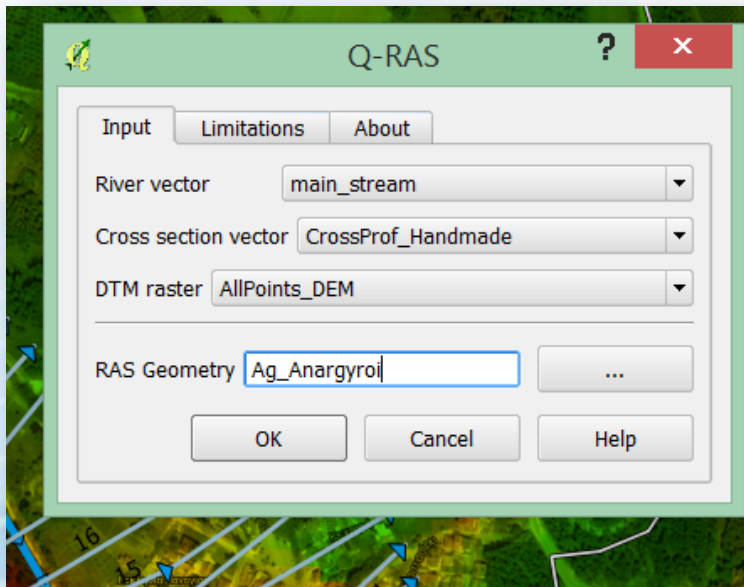 Q-RAS ?
Input Limitations About
River vector main_stream
Cross section vector CrossProf_Handmade
DTM raster AllPoints_DEM
RAS Geometry Ag_Anargyroi ...
OK Cancel Help
16
15